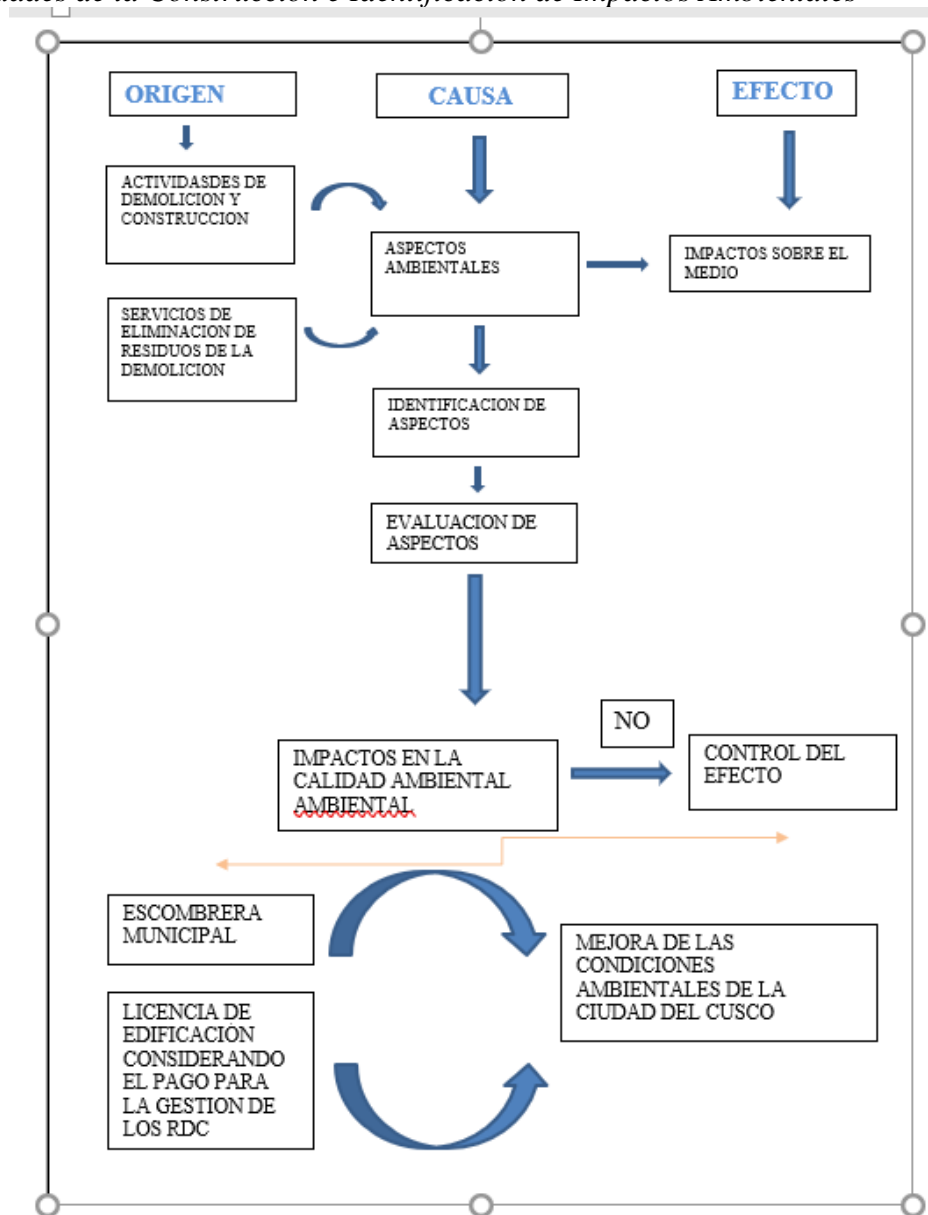 de la Construcción e Identificación de Impactos Ambientales
ORIGEN
CAUSA
EFECTO
ACTIVIDASDES DE
DEMOLICION Y
CONSTRUCCION
ASPECTOS
AMBIENTALES
IMPACTOS SOBRE EL
MEDIO
SERVICIOS DE
ELIMINACION DE
RESIDUOS DE LA
DEMOLICION
IDENTIFICACION DE
ASPECTOS
EVALUACION DE
ASPECTOS
NO
IMPACTOS EN LA
CALIDAD AMBIENTAL
AMBIENTAL
CONTROL DEL
EFECTO
ESCOMBRERA
MUNICIPAL
MEJORA DE LAS
CONDICIONES
AMBIENTALES DE LA
CIUDAD DEL CUSCO
LICENCIA DE
EDIFICACIÓN
CONSIDERANDO
EL PAGO PARA
LA GESTION DE
LOS RDC